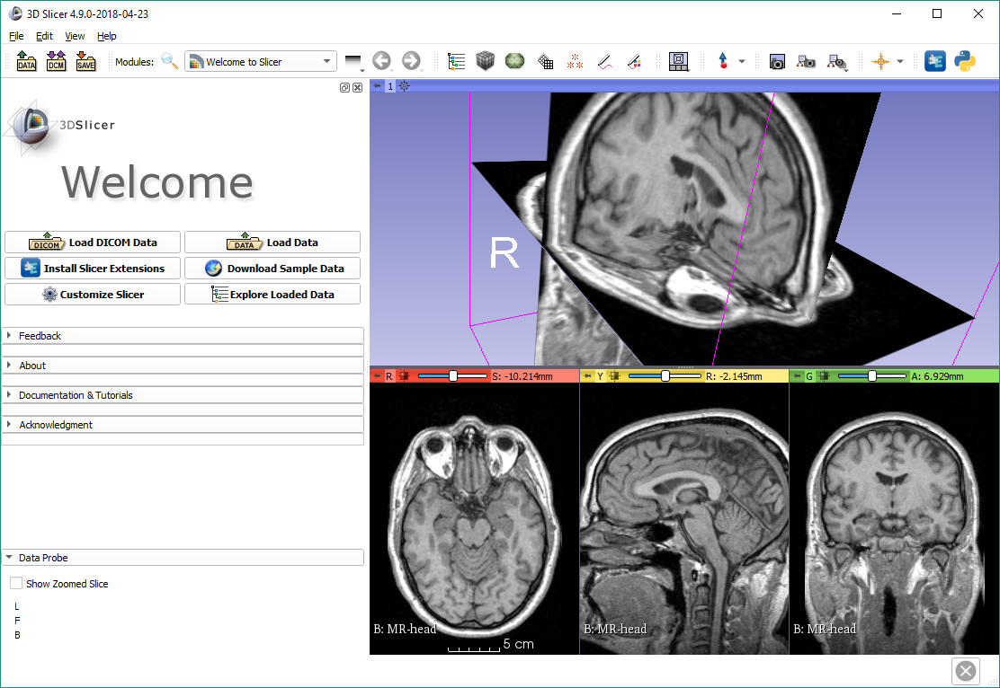 3D Slicer 4.9.0-2018-04-23
File Edit View Help
DATA DCM SAVE Modules: Welcome to Slicer
1
3DSlicer
Welcome
DICOM Load DICOM Data DATA Load Data
Install Slicer Extensions Download Sample Data
Customize Slicer Explore Loaded Data
R
Feedback
About
Documentation & Tutorials
Acknowledgment
R S: -10.214mm Y R: -2.145mm G A: 6.929mm
Data Probe
Show Zoomed Slice
L
F
B
B: MR-head B: MR-head B: MR-head
5 cm